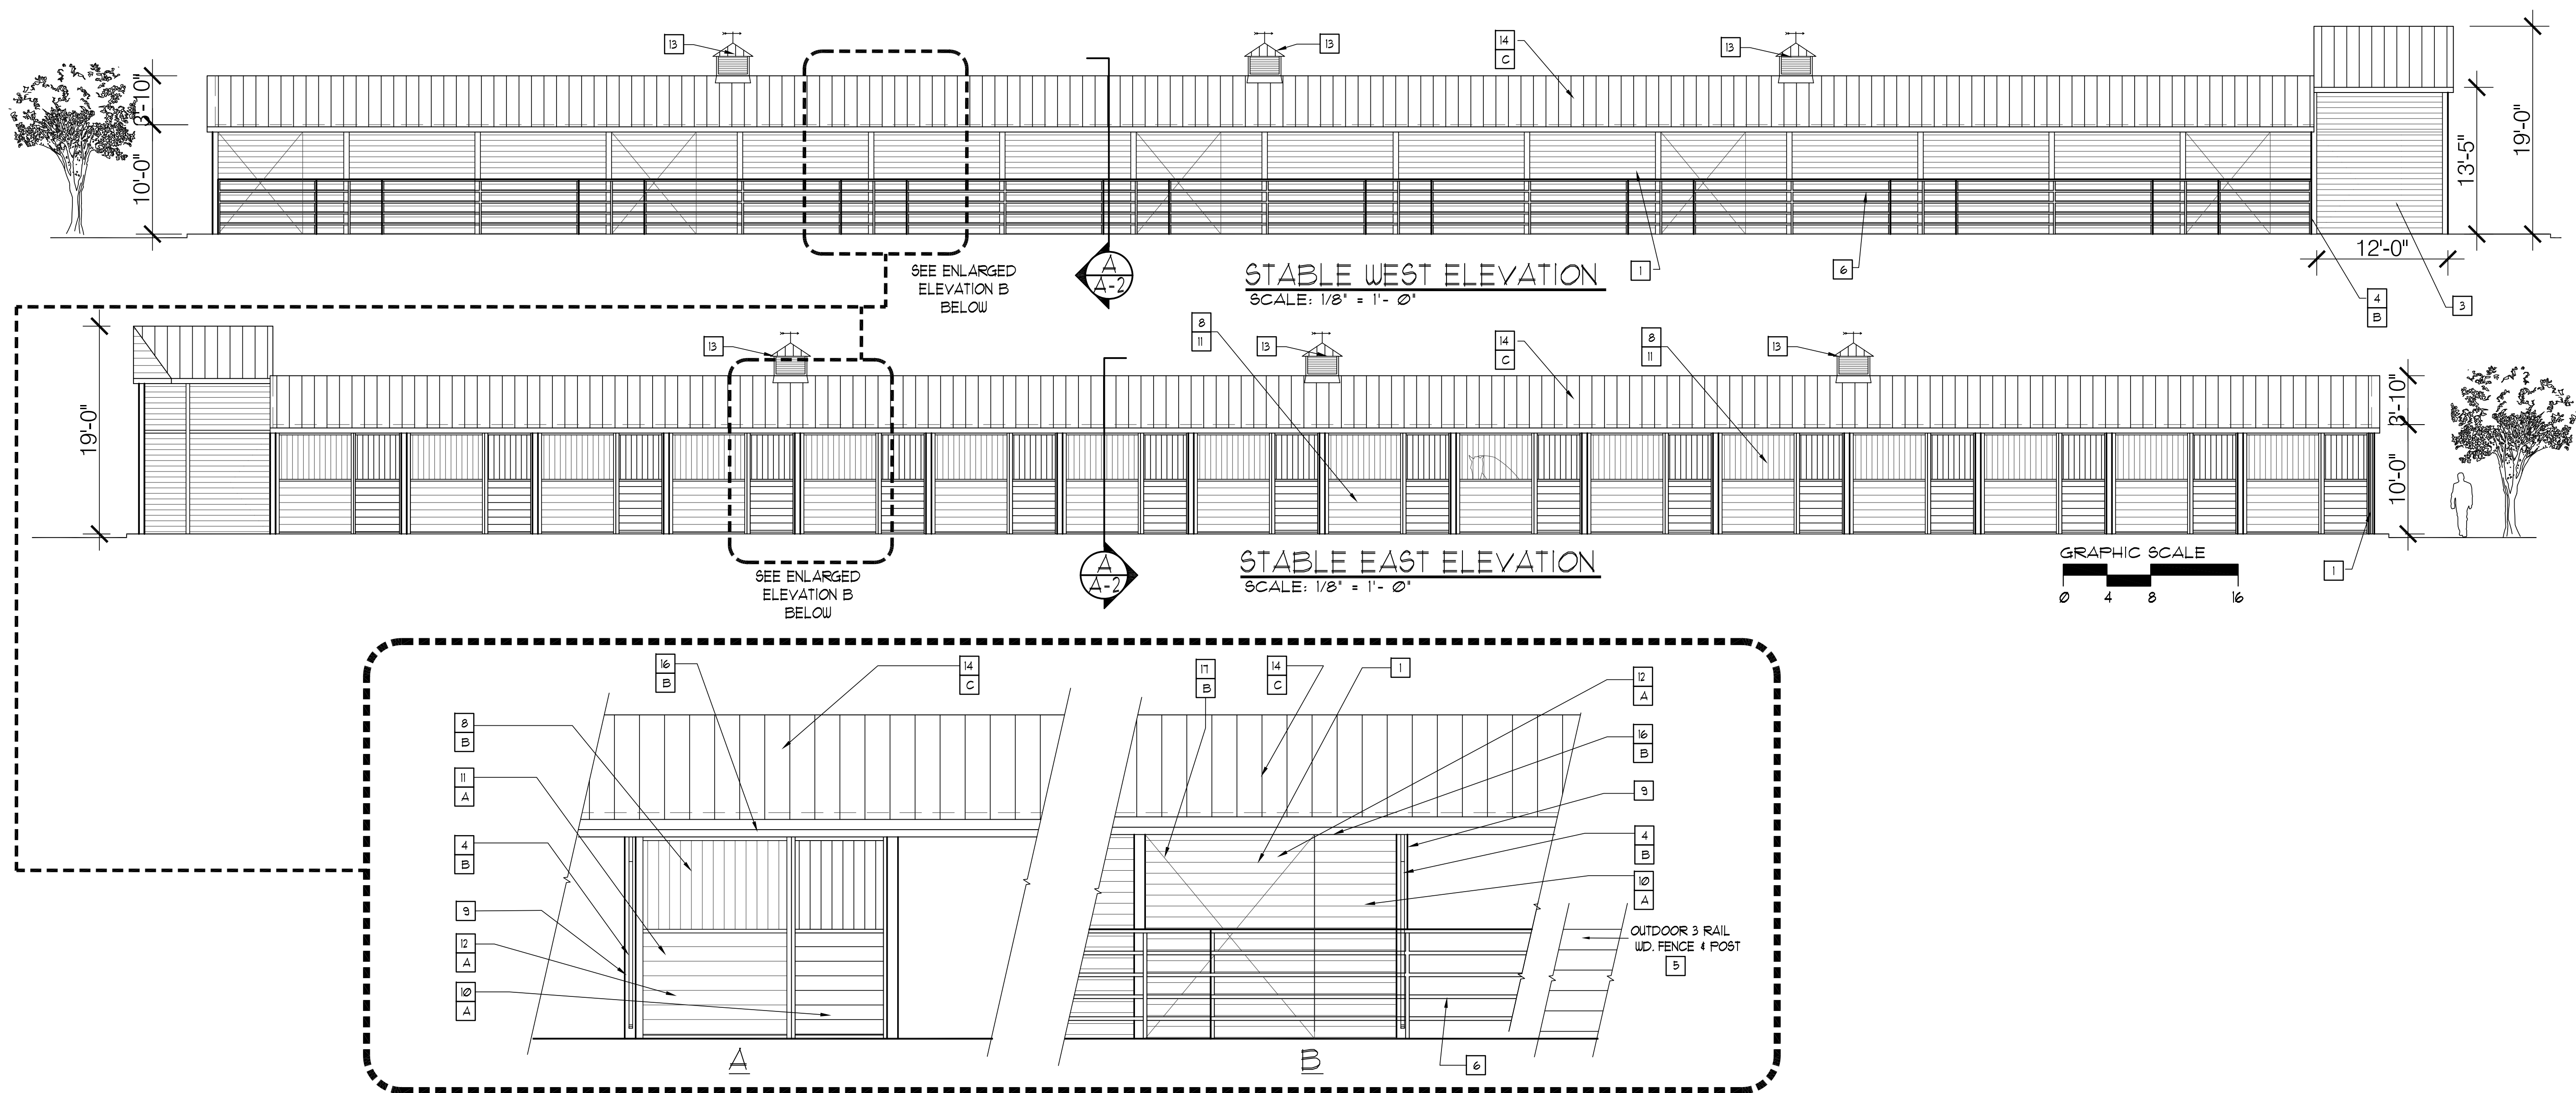 13
13
14
C
13
3'-10"
10'-0"
19'-0"
13'-5"
12'-0"
SEE ENLARGED
ELEVATION B
BELOW
A
A-2
STABLE WEST ELEVATION
SCALE: 1/8" = 1'- Ø"
1
6
4
B
3
19'-0"
13
8
11
13
14
C
8
11
13
3'-10"
10'-0"
SEE ENLARGED
ELEVATION B
BELOW
A
A-2
STABLE EAST ELEVATION
SCALE: 1/8" = 1'- Ø"
GRAPHIC SCALE
Ø 4 8 16
1
16
B
14
C
17
B
14
C
1
12
A
8
B
16
B
11
A
9
4
B
4
B
10
A
9
12
A
OUTDOOR 3 RAIL
WD. FENCE & POST
5
10
A
6
A
B